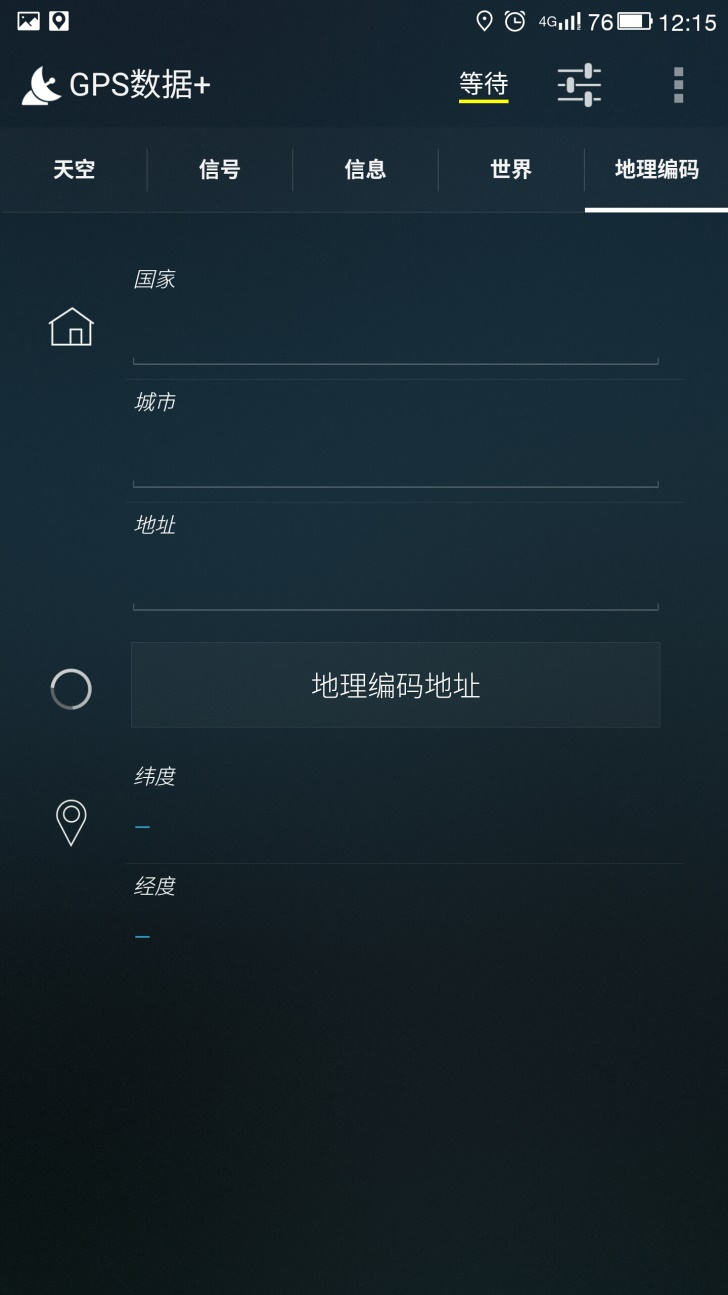 4G 76 12:15
GPS数据+ 等待
天空 信号 信息 世界 地理编码
国家
城市
地址
地理编码地址
纬度
–
经度
–